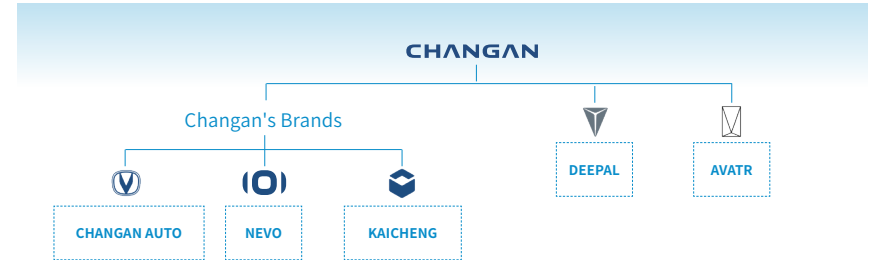 CHANGAN
Changan's Brands
DEEPAL
AVATR
CHANGAN AUTO
NEVO
KAICHENG